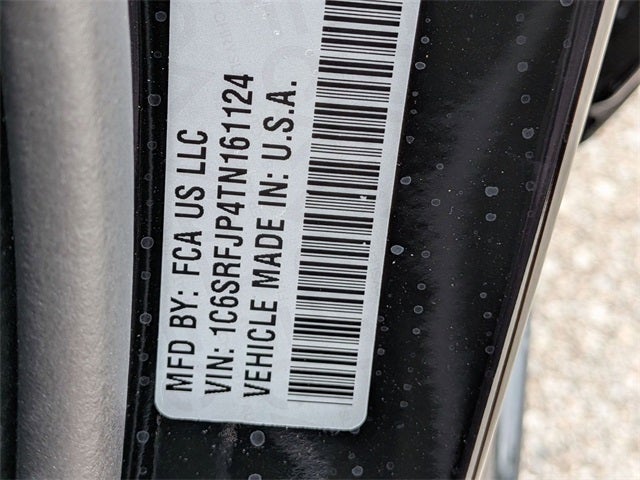 MFD BY: FCA US LLC
VIN: 1C6SRFJP4TN161124
VEHICLE MADE IN: U.S.A.